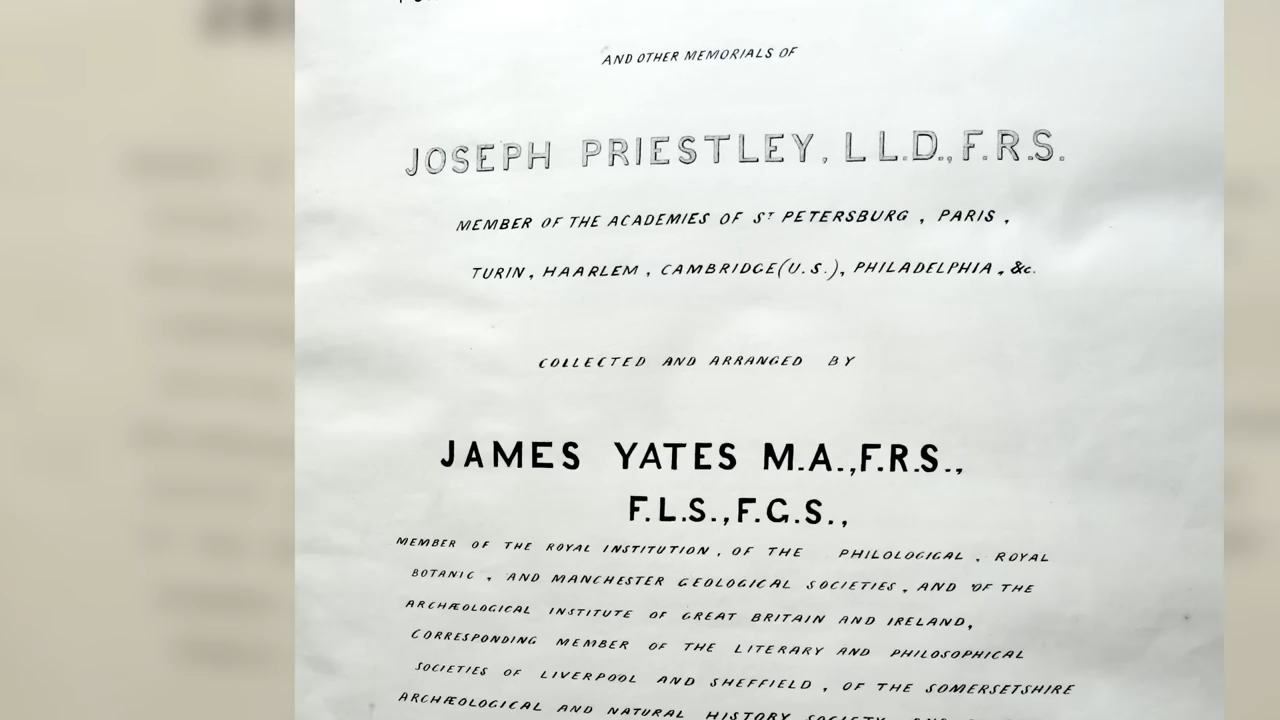 AND OTHER MEMORIALS OF
JOSEPH PRIESTLEY, LL.D., F.R.S.
MEMBER OF THE ACADEMIES OF Sᵀ PETERSBURG, PARIS,
TURIN, HAARLEM, CAMBRIDGE (U.S.), PHILADELPHIA, &c.
COLLECTED AND ARRANGED BY
JAMES YATES M.A., F.R.S.,
F.L.S., F.G.S.,
MEMBER OF THE ROYAL INSTITUTION, OF THE PHILOLOGICAL, ROYAL
BOTANIC, AND MANCHESTER GEOLOGICAL SOCIETIES, AND OF THE
ARCHÆOLOGICAL INSTITUTE OF GREAT BRITAIN AND IRELAND,
CORRESPONDING MEMBER OF THE LITERARY AND PHILOSOPHICAL
SOCIETIES OF LIVERPOOL AND SHEFFIELD, OF THE SOMERSETSHIRE
ARCHÆOLOGICAL AND NATURAL HISTORY SOCIETY